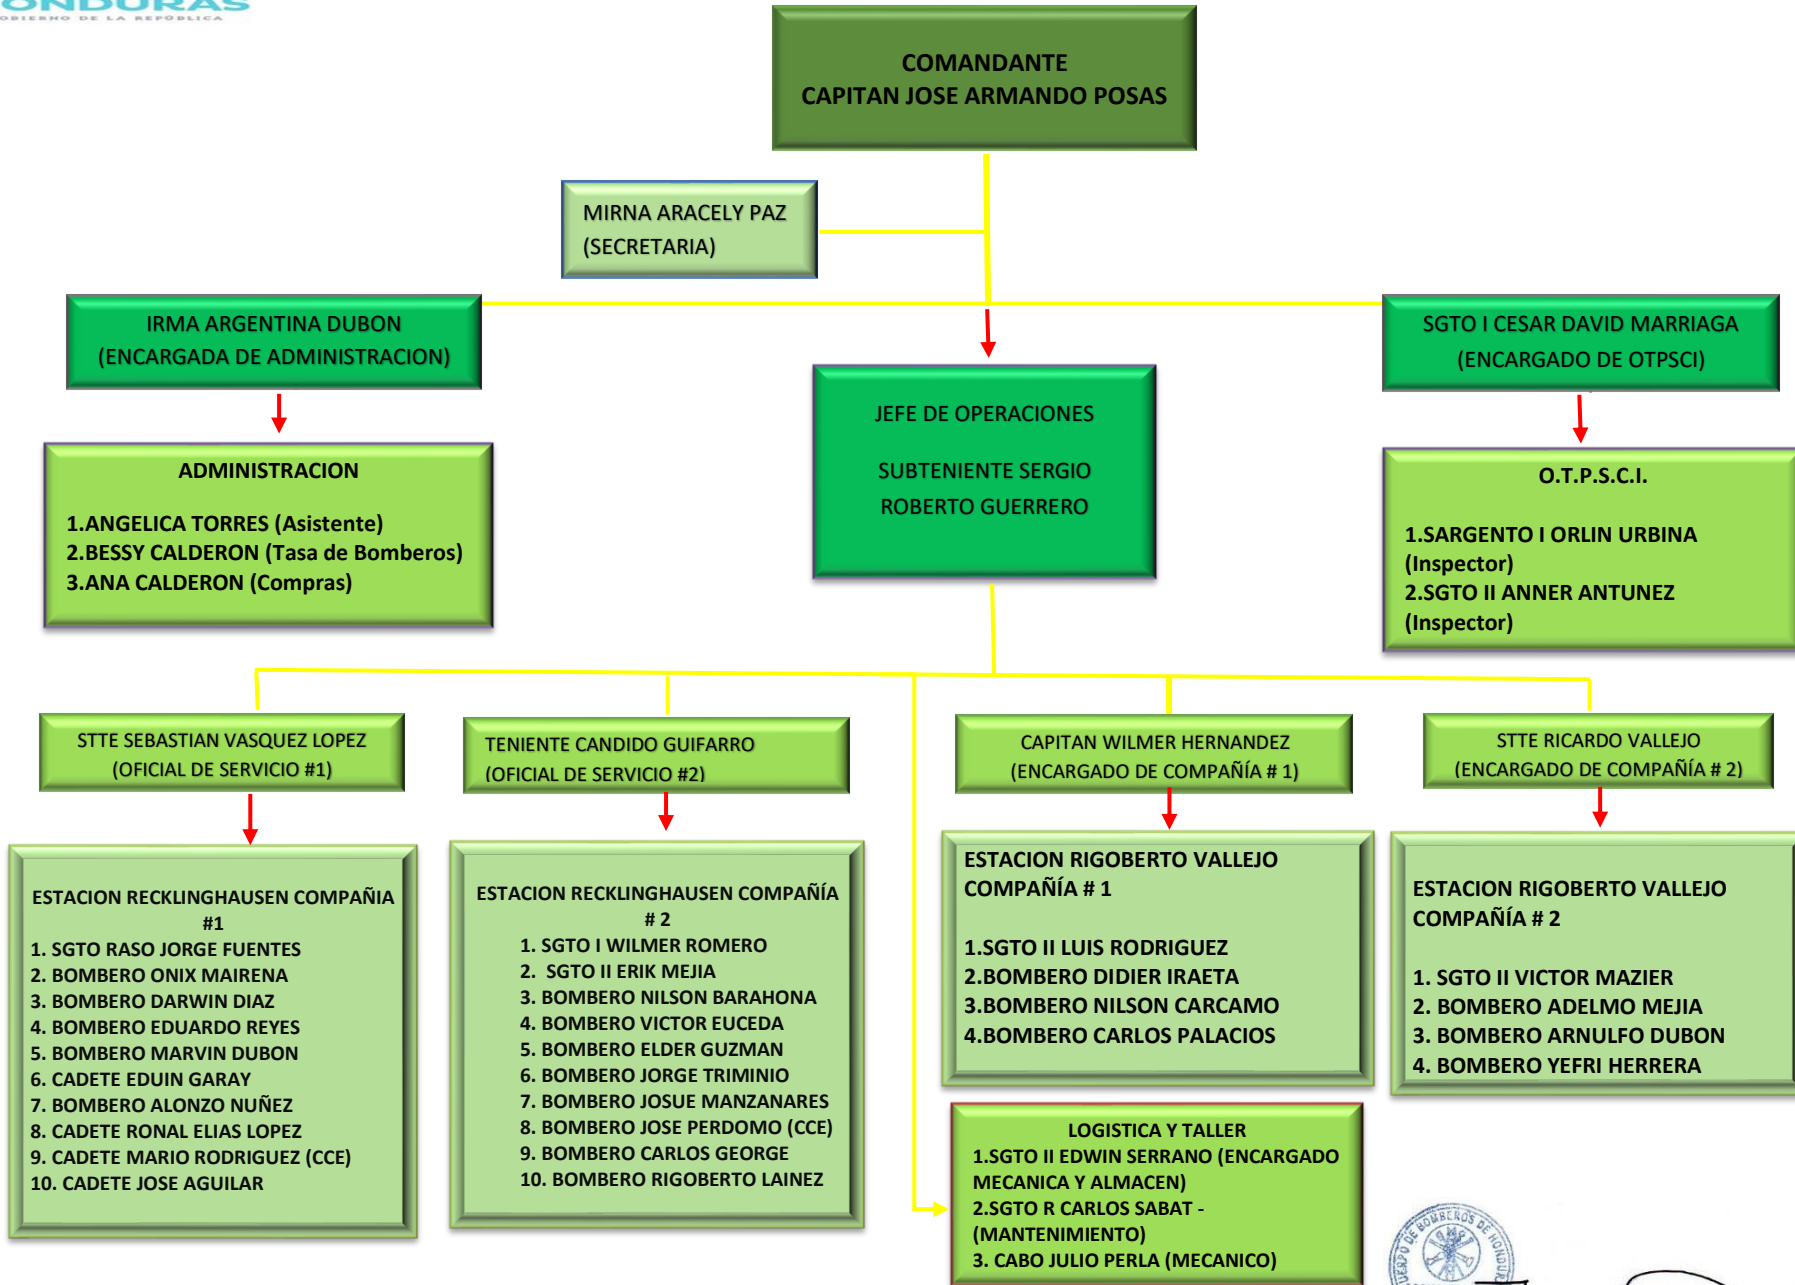 HONDURAS
GOBIERNO DE LA REPÚBLICA
COMANDANTE
CAPITAN JOSE ARMANDO POSAS
MIRNA ARACELY PAZ
(SECRETARIA)
IRMA ARGENTINA DUBON
(ENCARGADA DE ADMINISTRACION)
SGTO I CESAR DAVID MARRIAGA
(ENCARGADO DE OTPSCI)
JEFE DE OPERACIONES
SUBTENIENTE SERGIO
ROBERTO GUERRERO
ADMINISTRACION
1.ANGELICA TORRES (Asistente)
2.BESSY CALDERON (Tasa de Bomberos)
3.ANA CALDERON (Compras)
O.T.P.S.C.I.
1.SARGENTO I ORLIN URBINA
(Inspector)
2.SGTO II ANNER ANTUNEZ
(Inspector)
STTE SEBASTIAN VASQUEZ LOPEZ
(OFICIAL DE SERVICIO #1)
TENIENTE CANDIDO GUIFARRO
(OFICIAL DE SERVICIO #2)
CAPITAN WILMER HERNANDEZ
(ENCARGADO DE COMPAÑÍA # 1)
STTE RICARDO VALLEJO
(ENCARGADO DE COMPAÑÍA # 2)
ESTACION RECKLINGHAUSEN COMPAÑIA
#1
1. SGTO RASO JORGE FUENTES
2. BOMBERO ONIX MAIRENA
3. BOMBERO DARWIN DIAZ
4. BOMBERO EDUARDO REYES
5. BOMBERO MARVIN DUBON
6. CADETE EDUIN GARAY
7. BOMBERO ALONZO NUÑEZ
8. CADETE RONAL ELIAS LOPEZ
9. CADETE MARIO RODRIGUEZ (CCE)
10. CADETE JOSE AGUILAR
ESTACION RECKLINGHAUSEN COMPAÑÍA
# 2
1. SGTO I WILMER ROMERO
2. SGTO II ERIK MEJIA
3. BOMBERO NILSON BARAHONA
4. BOMBERO VICTOR EUCEDA
5. BOMBERO ELDER GUZMAN
6. BOMBERO JORGE TRIMINIO
7. BOMBERO JOSUE MANZANARES
8. BOMBERO JOSE PERDOMO (CCE)
9. BOMBERO CARLOS GEORGE
10. BOMBERO RIGOBERTO LAINEZ
ESTACION RIGOBERTO VALLEJO
COMPAÑÍA # 1
1.SGTO II LUIS RODRIGUEZ
2.BOMBERO DIDIER IRAETA
3.BOMBERO NILSON CARCAMO
4.BOMBERO CARLOS PALACIOS
ESTACION RIGOBERTO VALLEJO
COMPAÑÍA # 2
1. SGTO II VICTOR MAZIER
2. BOMBERO ADELMO MEJIA
3. BOMBERO ARNULFO DUBON
4. BOMBERO YEFRI HERRERA
LOGISTICA Y TALLER
1.SGTO II EDWIN SERRANO (ENCARGADO
MECANICA Y ALMACEN)
2.SGTO R CARLOS SABAT -
(MANTENIMIENTO)
3. CABO JULIO PERLA (MECANICO)
CUERPO DE BOMBEROS DE HONDURAS